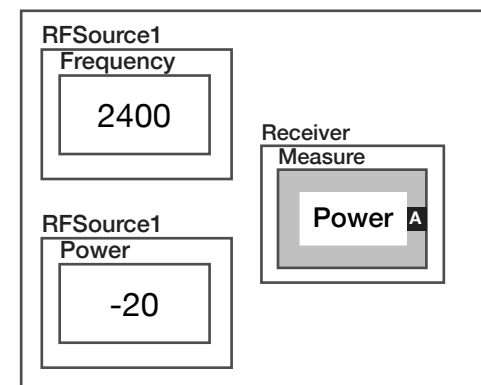 RFSource1
Frequency
2400
RFSource1
Power
-20
Receiver
Measure
Power A